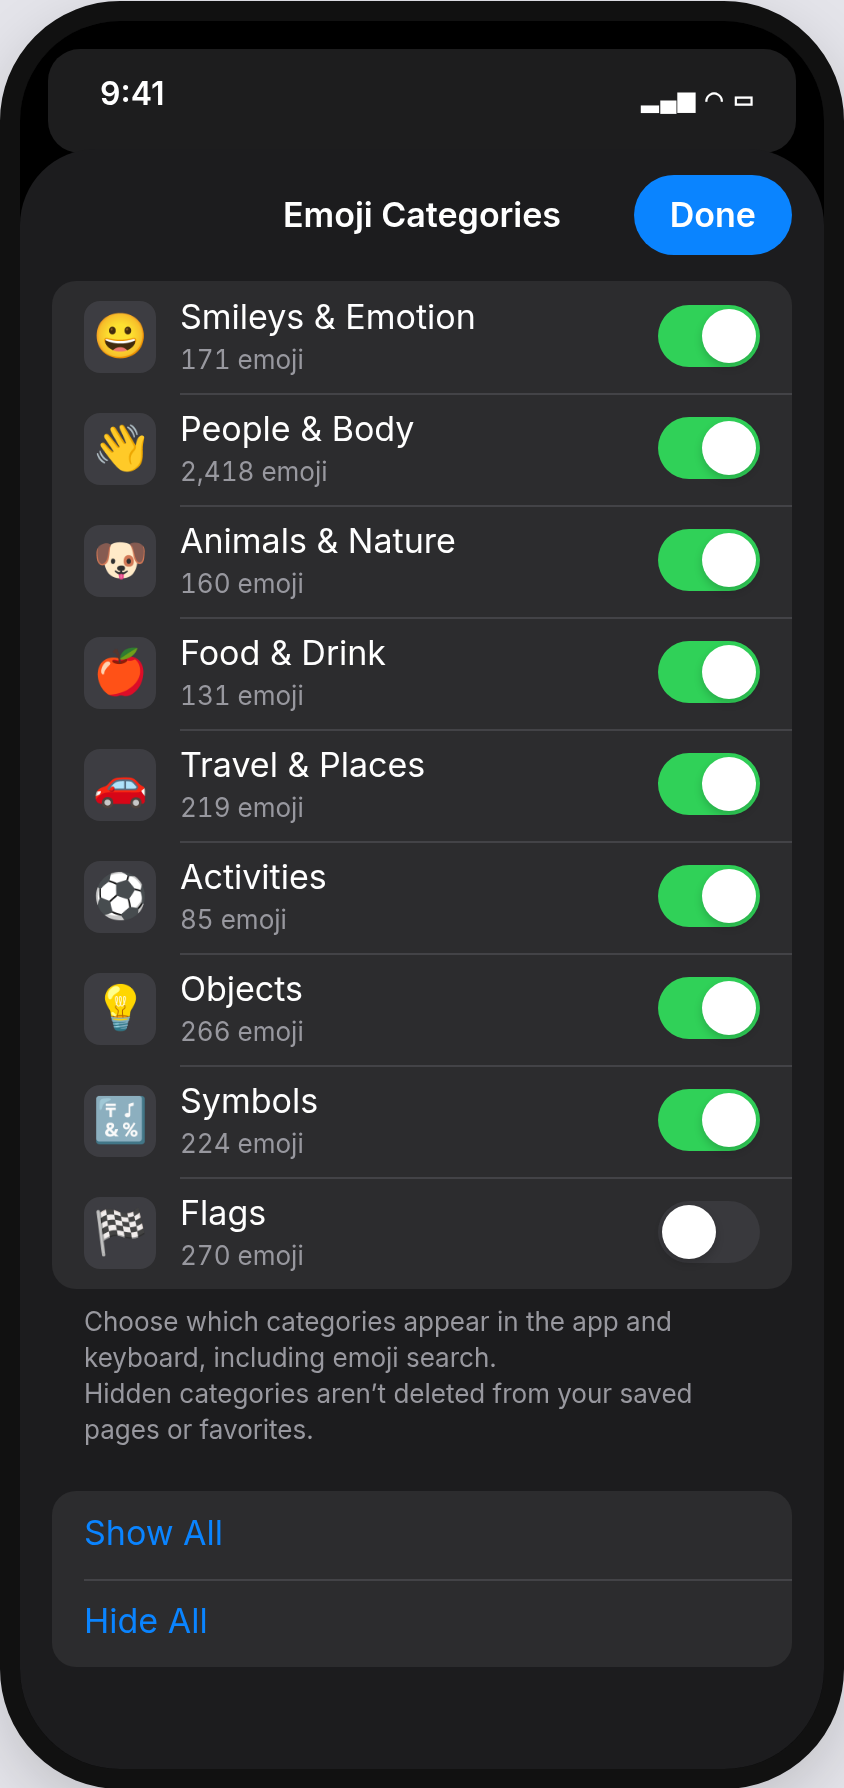 9:41
Emoji Categories
Done
Smileys & Emotion
171 emoji
People & Body
2,418 emoji
Animals & Nature
160 emoji
Food & Drink
131 emoji
Travel & Places
219 emoji
Activities
85 emoji
Objects
266 emoji
Symbols
224 emoji
Flags
270 emoji
Choose which categories appear in the app and
keyboard, including emoji search.
Hidden categories aren’t deleted from your saved
pages or favorites.
Show All
Hide All